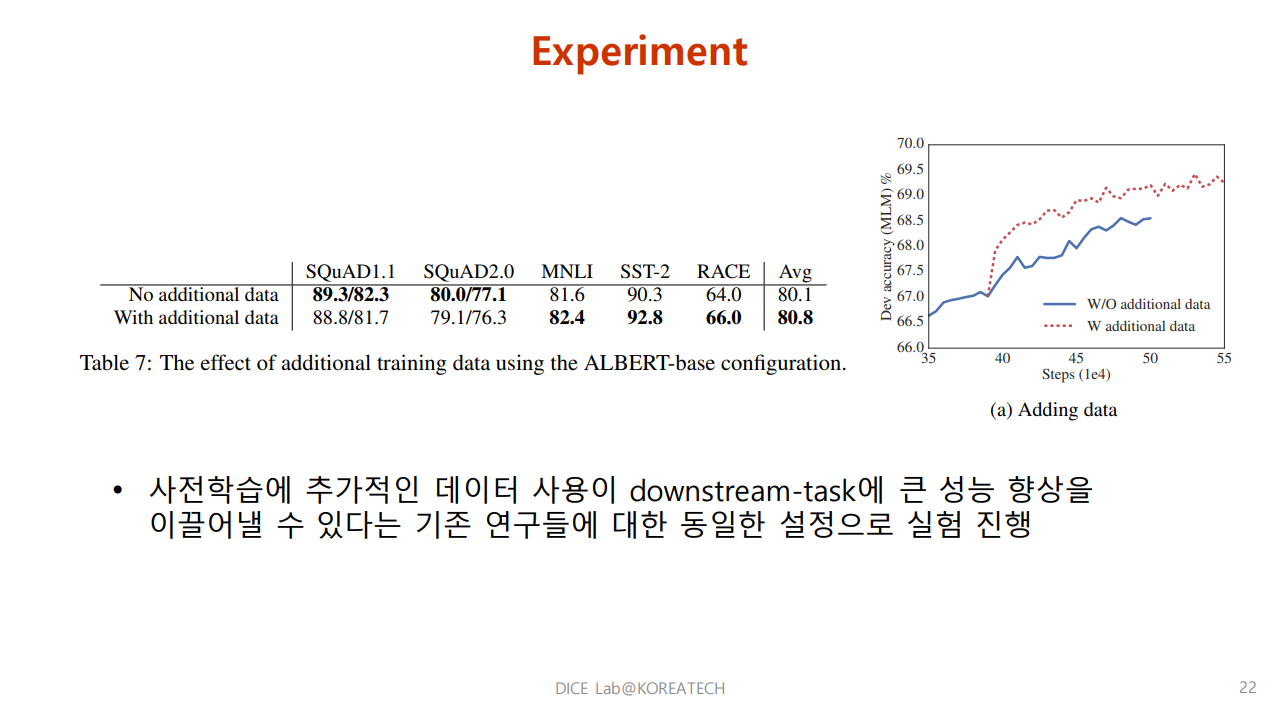 Experiment
SQuAD1.1 SQuAD2.0 MNLI SST-2 RACE Avg
No additional data 89.3/82.3 80.0/77.1 81.6 90.3 64.0 80.1
With additional data 88.8/81.7 79.1/76.3 82.4 92.8 66.0 80.8
Table 7: The effect of additional training data using the ALBERT-base configuration.
70.0
69.5
69.0
68.5
68.0
67.5
67.0
66.5
66.0
Dev accuracy (MLM) %
W/O additional data
W additional data
35 40 45 50 55
Steps (1e4)
(a) Adding data
• 사전학습에 추가적인 데이터 사용이 downstream-task에 큰 성능 향상을
이끌어낼 수 있다는 기존 연구들에 대한 동일한 설정으로 실험 진행
DICE Lab@KOREATECH
22